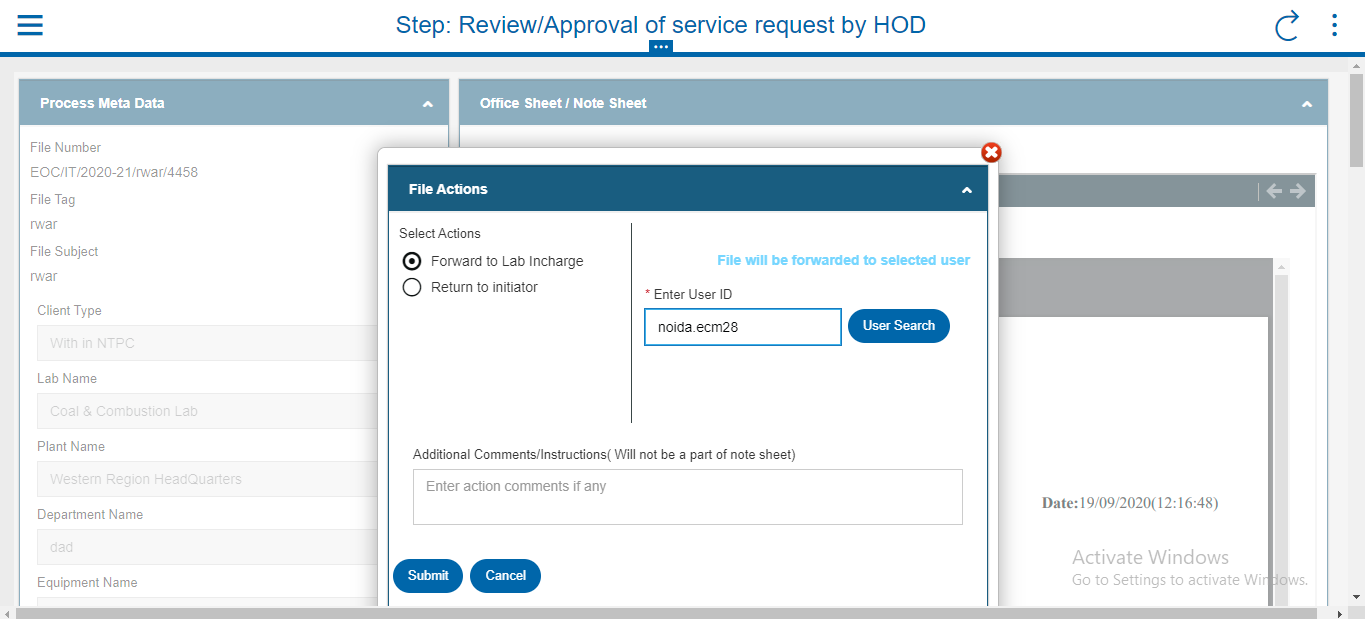 Step: Review/Approval of service request by HOD
Process Meta Data
File Number
EOC/IT/2020-21/rwar/4458
File Tag
rwar
File Subject
rwar
Client Type
With in NTPC
Lab Name
Coal & Combustion Lab
Plant Name
Western Region HeadQuarters
Department Name
dad
Equipment Name
Office Sheet / Note Sheet
File Actions
Select Actions
Forward to Lab Incharge
Return to initiator
File will be forwarded to selected user
* Enter User ID
noida.ecm28
User Search
Additional Comments/Instructions( Will not be a part of note sheet)
Enter action comments if any
Submit
Cancel
Date:19/09/2020(12:16:48)
Activate Windows
Go to Settings to activate Windows.